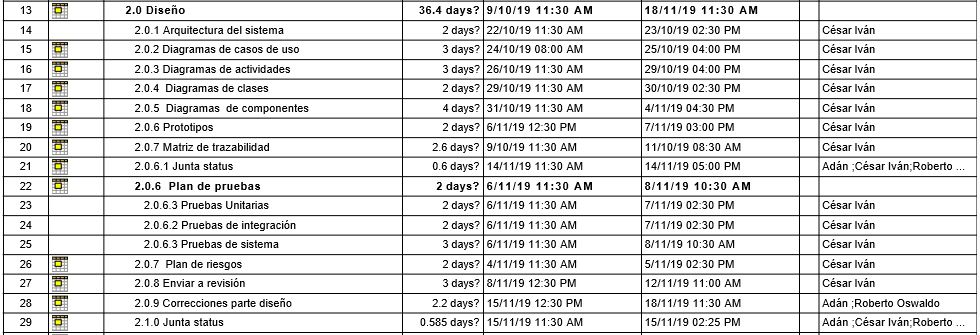 13 2.0 Diseño 36.4 days? 9/10/19 11:30 AM 18/11/19 11:30 AM
14 2.0.1 Arquitectura del sistema 2 days? 22/10/19 11:30 AM 23/10/19 02:30 PM César Iván
15 2.0.2 Diagramas de casos de uso 3 days? 24/10/19 08:00 AM 25/10/19 04:00 PM César Iván
16 2.0.3 Diagramas de actividades 3 days? 26/10/19 11:30 AM 29/10/19 04:00 PM César Iván
17 2.0.4 Diagramas de clases 2 days? 29/10/19 11:30 AM 30/10/19 02:30 PM César Iván
18 2.0.5 Diagramas de componentes 4 days? 31/10/19 11:30 AM 4/11/19 04:30 PM César Iván
19 2.0.6 Prototipos 2 days? 6/11/19 12:30 PM 7/11/19 03:00 PM César Iván
20 2.0.7 Matriz de trazabilidad 2.6 days? 9/10/19 11:30 AM 11/10/19 08:30 AM César Iván
21 2.0.6.1 Junta status 0.6 days? 14/11/19 11:30 AM 14/11/19 05:00 PM Adán ;César Iván;Roberto ...
22 2.0.6 Plan de pruebas 2 days? 6/11/19 11:30 AM 8/11/19 10:30 AM
23 2.0.6.3 Pruebas Unitarias 2 days? 6/11/19 11:30 AM 7/11/19 02:30 PM César Iván
24 2.0.6.2 Pruebas de integración 2 days? 6/11/19 11:30 AM 7/11/19 02:30 PM César Iván
25 2.0.6.3 Pruebas de sistema 3 days? 6/11/19 11:30 AM 8/11/19 10:30 AM César Iván
26 2.0.7 Plan de riesgos 2 days? 4/11/19 11:30 AM 5/11/19 02:30 PM César Iván
27 2.0.8 Enviar a revisión 3 days? 8/11/19 12:30 PM 12/11/19 11:00 AM César Iván
28 2.0.9 Correcciones parte diseño 2.2 days? 15/11/19 12:30 PM 18/11/19 11:30 AM Adán ;Roberto Oswaldo
29 2.1.0 Junta status 0.585 days? 15/11/19 11:30 AM 15/11/19 02:25 PM Adán ;César Iván;Roberto ...